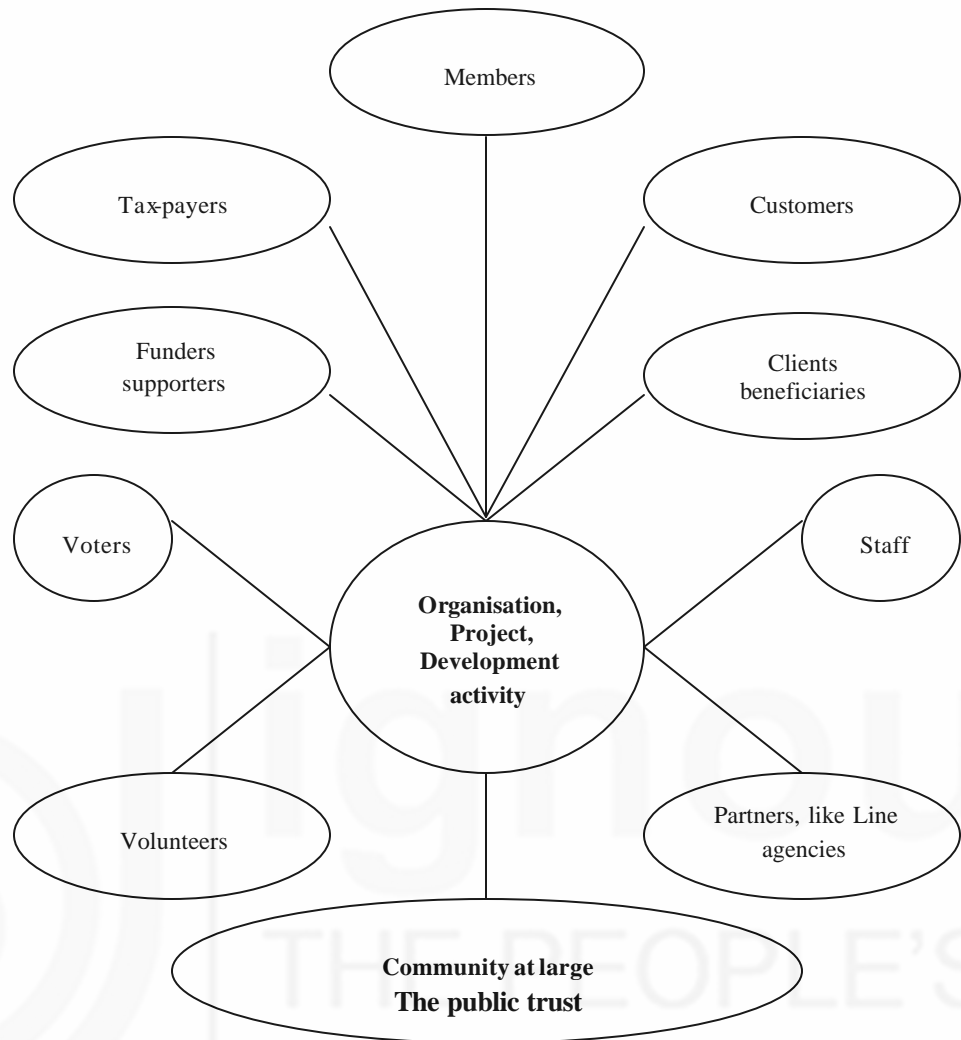 Members
Tax-payers
Customers
Funders
supporters
Clients
beneficiaries
Voters
Staff
Organisation,
Project,
Development
activity
Volunteers
Partners, like Line
agencies
Community at large
The public trust
ignou
THE PEOPLE'S